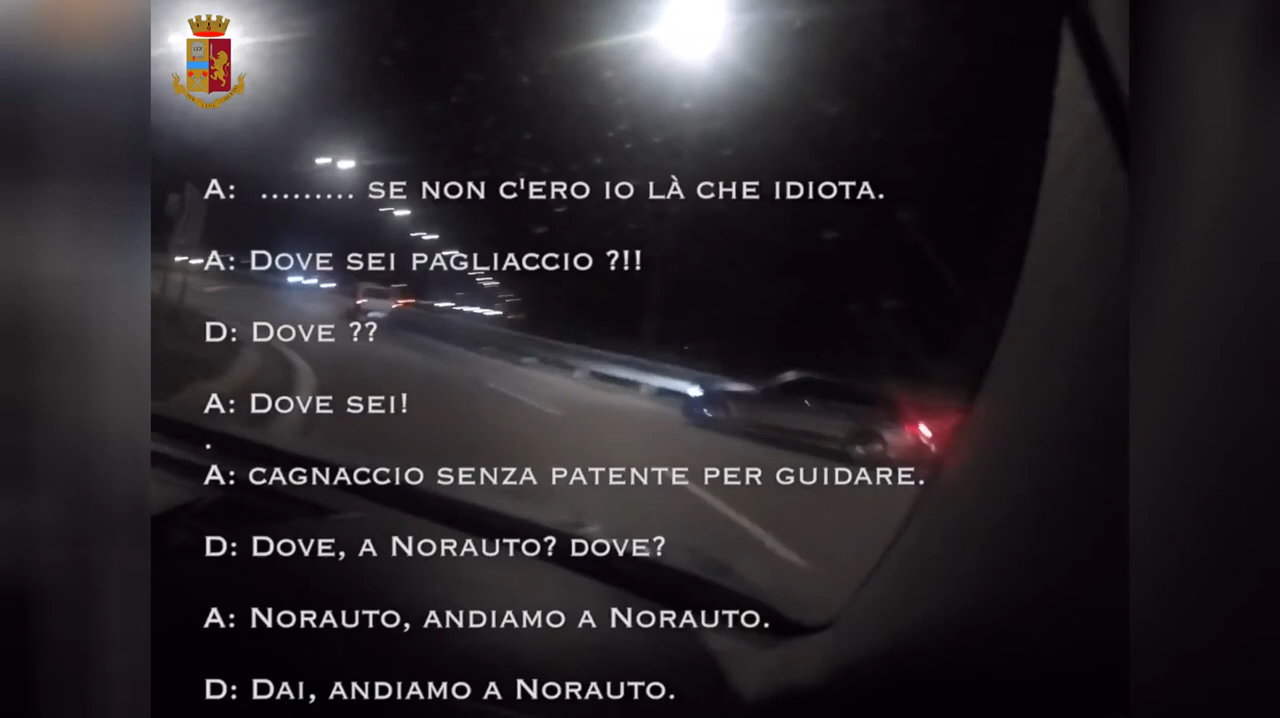 A: ......... SE NON C'ERO IO LÀ CHE IDIOTA.
A: DOVE SEI PAGLIACCIO ?!!
D: DOVE ??
A: DOVE SEI!
.
A: CAGNACCIO SENZA PATENTE PER GUIDARE.
D: DOVE, A NORAUTO? DOVE?
A: NORAUTO, ANDIAMO A NORAUTO.
D: DAI, ANDIAMO A NORAUTO.